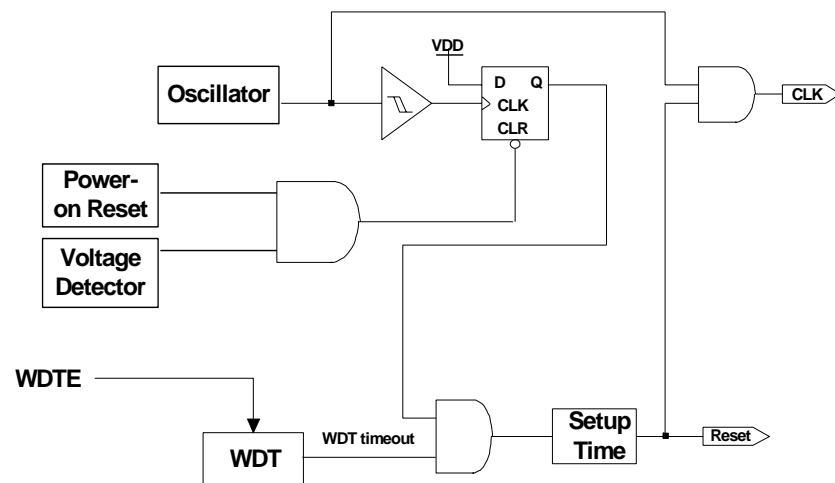 VDD
Oscillator
D Q
CLK
CLR
CLK
Power-
on Reset
Voltage
Detector
WDTE
WDT timeout
WDT
Setup
Time
Reset